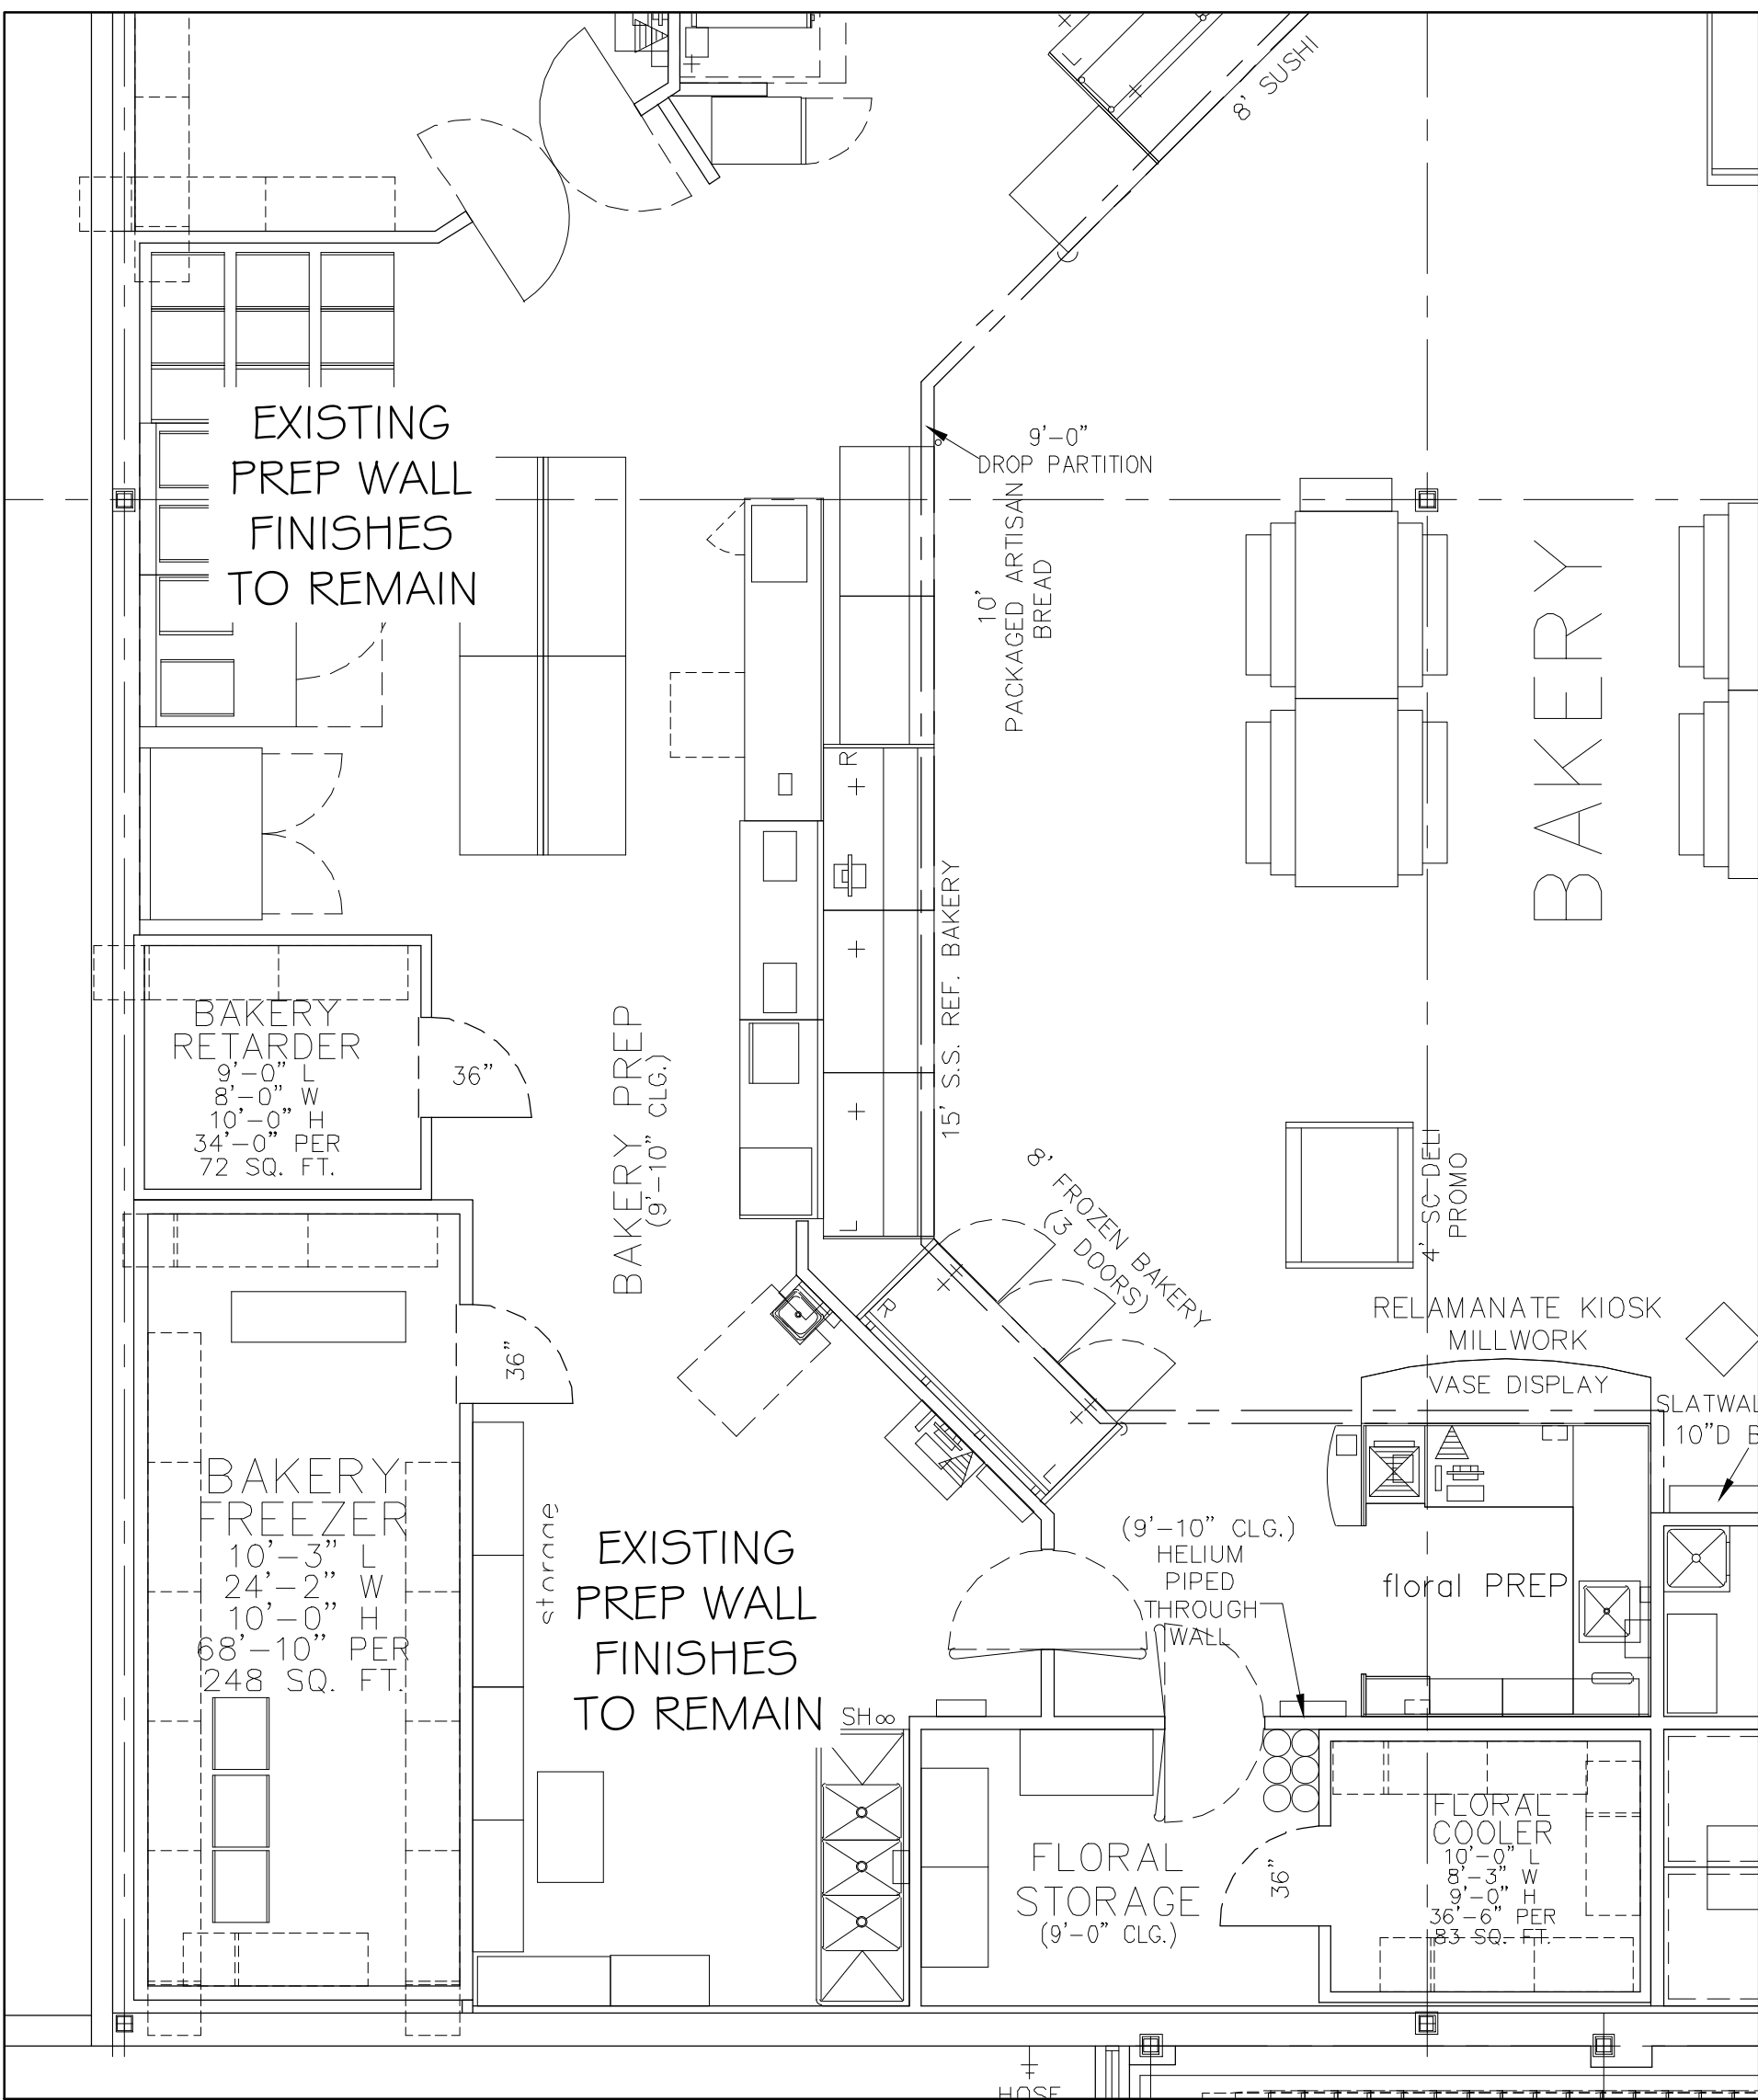 8' SUSHI
EXISTING
PREP WALL
FINISHES
TO REMAIN
9'-0"
DROP PARTITION
10'
PACKAGED ARTISAN
BREAD
BAKERY
R
15' S.S. REF. BAKERY
L
BAKERY
RETARDER
9'-0" L
8'-0" W
10'-0" H
34'-0" PER
72 SQ. FT.
36"
BAKERY PREP
(9'-10" CLG.)
8' FROZEN BAKERY
(3 DOORS)
R
L
4' SC DELI
PROMO
RELAMANATE KIOSK
MILLWORK
VASE DISPLAY
SLATWAL
10"D B
36"
BAKERY
FREEZER
10'-3" L
24'-2" W
10'-0" H
68'-10" PER
248 SQ. FT.
storage
EXISTING
PREP WALL
FINISHES
TO REMAIN
SH
(9'-10" CLG.)
HELIUM
PIPED
THROUGH
WALL
floral PREP
FLORAL
STORAGE
(9'-0" CLG.)
36"
FLORAL
COOLER
10'-0" L
8'-3" W
9'-0" H
36'-6" PER
83 SQ. FT.
HOSE
L